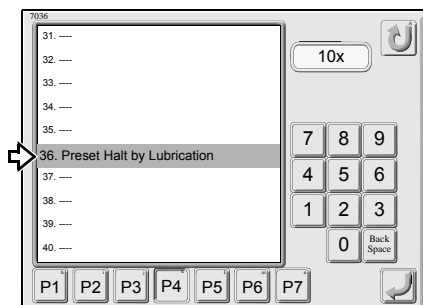 7036
31. ----
32. ----
33. ----
34. ----
35. ----
36. Preset Halt by Lubrication
37. ----
38. ----
39. ----
40. ----
10x
7 8 9
4 5 6
1 2 3
0 Back Space
P1 P2 P3 P4 P5 P6 P7